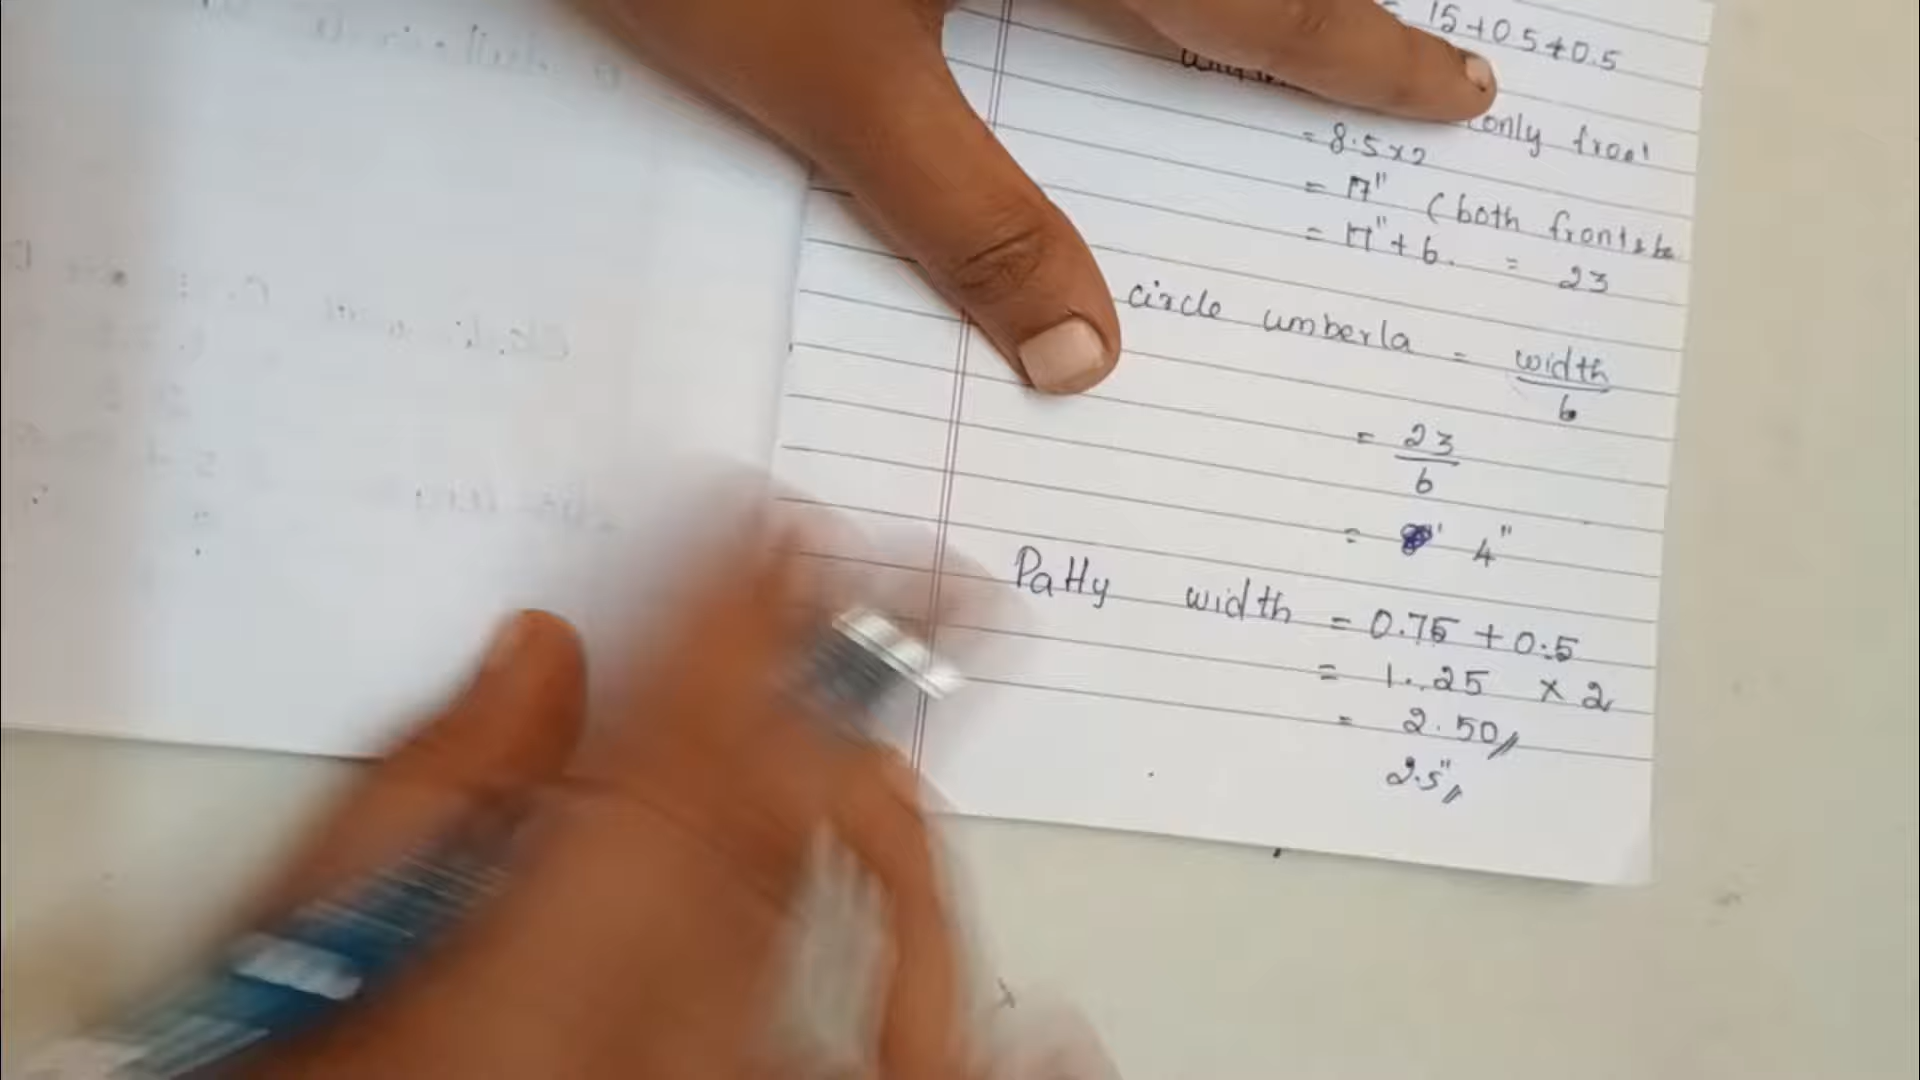 = 15+0.5+0.5
only front
= 8.5×2
= 17" (both front &
= 17"+6. = 23
circle umberla = width/6
= 23/6
= 4"
Patty width = 0.75 + 0.5
= 1.25 × 2
= 2.50//
2.5"//